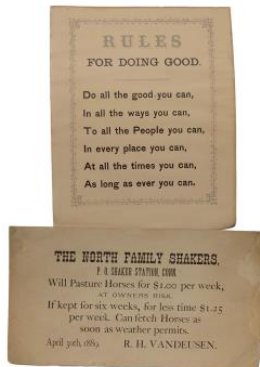 RULES
FOR DOING GOOD.
Do all the good you can,
In all the ways you can,
To all the People you can,
In every place you can,
At all the times you can,
As long as ever you can.
THE NORTH FAMILY SHAKERS,
P. O. SHAKER STATION, CONN
Will Pasture Horses for $1.00 per week,
AT OWNERS RISK.
If kept for six weeks, for less time $1.25
per week. Can fetch Horses as
soon as weather permits.
April 30th, 1889. R. H. VANDEUSEN.